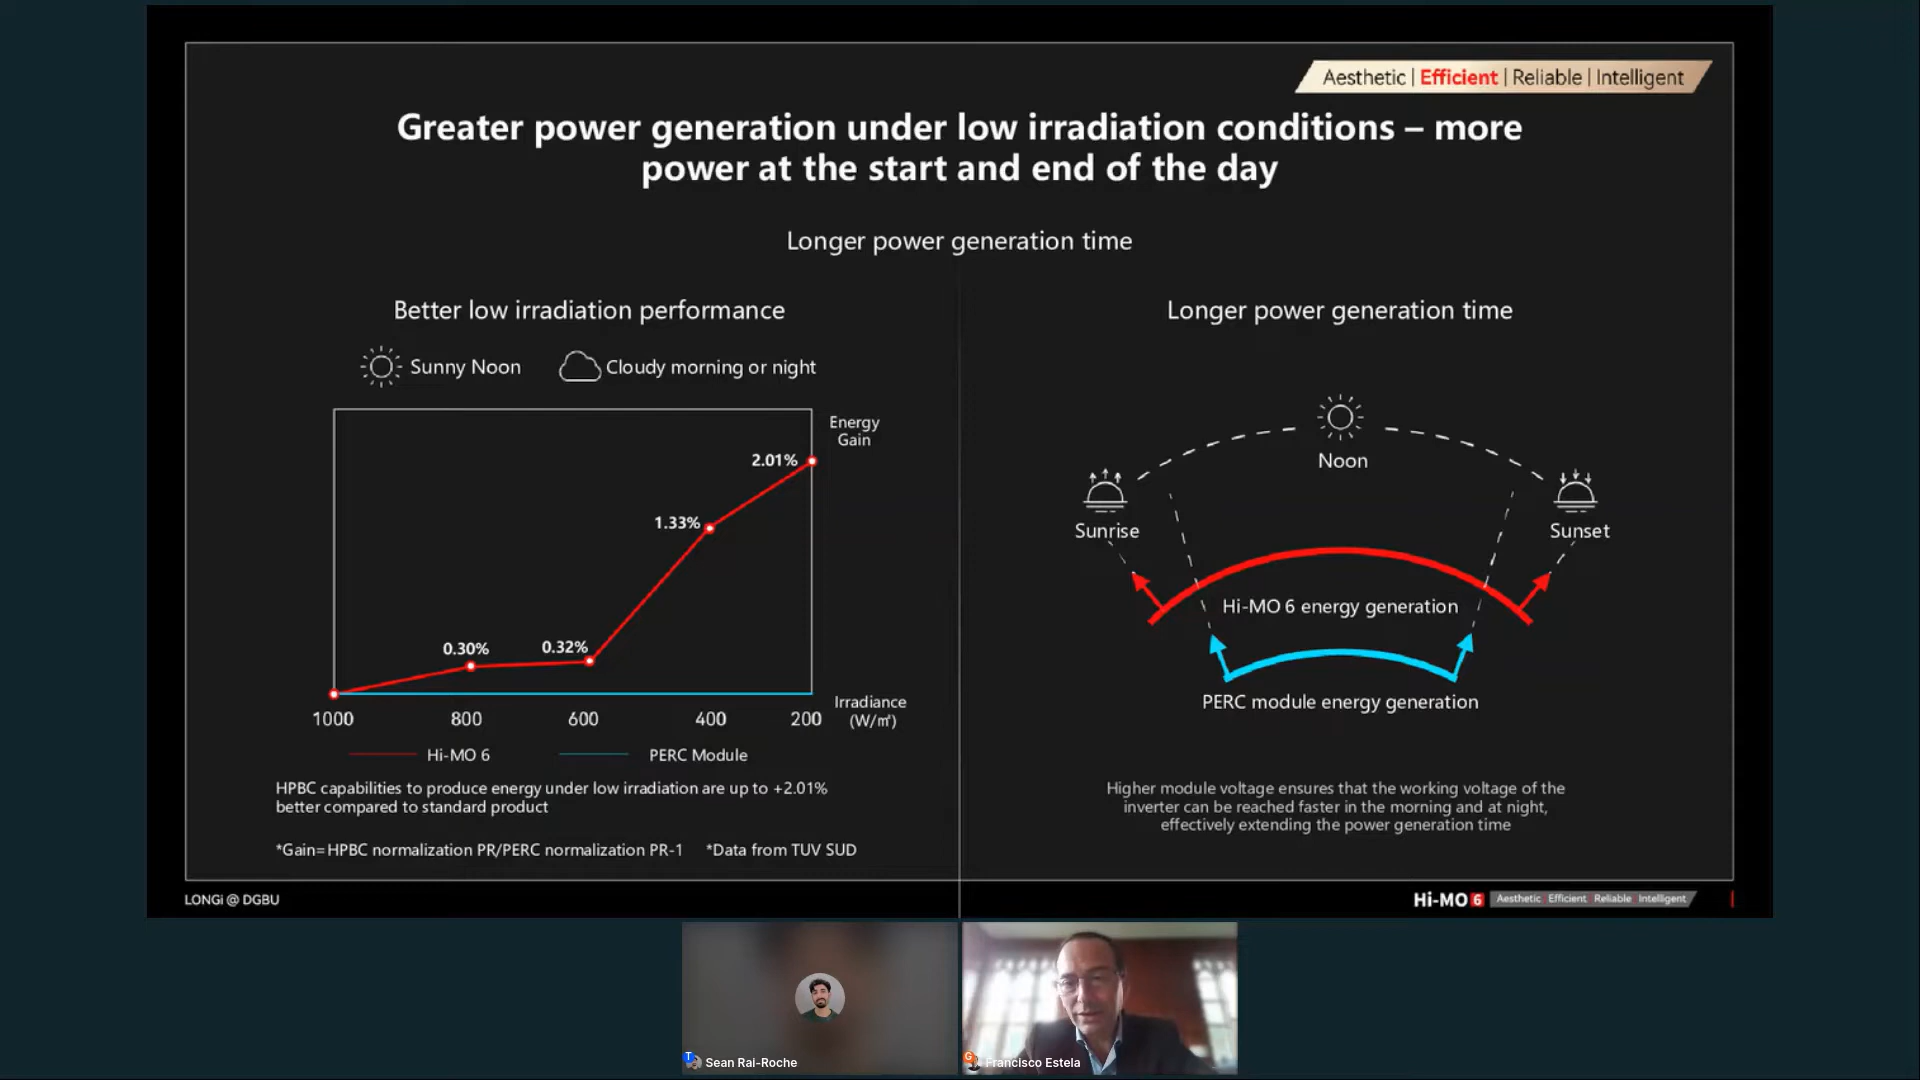 Aesthetic | Efficient | Reliable | Intelligent
Greater power generation under low irradiation conditions – more
power at the start and end of the day
Longer power generation time
Better low irradiation performance
Sunny Noon
Cloudy morning or night
Energy
Gain
2.01%
1.33%
0.30%
0.32%
1000
800
600
400
200
Irradiance
(W/㎡)
Hi-MO 6
PERC Module
HPBC capabilities to produce energy under low irradiation are up to +2.01%
better compared to standard product
*Gain=HPBC normalization PR/PERC normalization PR-1
*Data from TUV SUD
Longer power generation time
Noon
Sunrise
Sunset
Hi-MO 6 energy generation
PERC module energy generation
Higher module voltage ensures that the working voltage of the
inverter can be reached faster in the morning and at night,
effectively extending the power generation time
LONGi @ DGBU
Hi-MO 6
Aesthetic Efficient Reliable Intelligent
T
Sean Rai-Roche
G
Francisco Estela